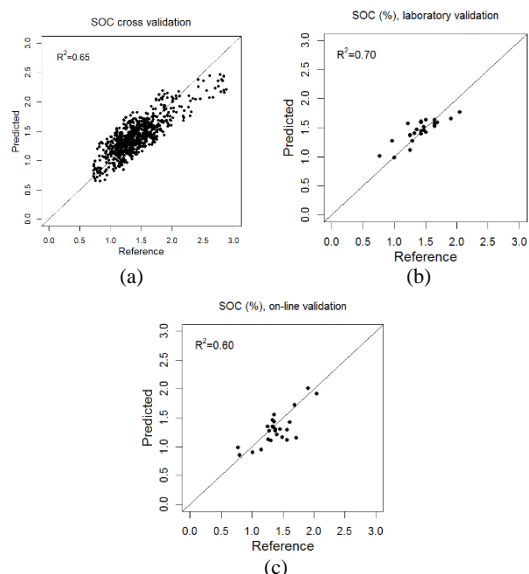 SOC cross validation
R²=0.65
Predicted
0.0 0.5 1.0 1.5 2.0 2.5 3.0
0.0 0.5 1.0 1.5 2.0 2.5 3.0
Reference
(a)
SOC (%), laboratory validation
R²=0.70
Predicted
0.0 0.5 1.0 1.5 2.0 2.5 3.0
0.0 0.5 1.0 1.5 2.0 2.5 3.0
Reference
(b)
SOC (%), on-line validation
R²=0.60
Predicted
0.0 0.5 1.0 1.5 2.0 2.5 3.0
0.0 0.5 1.0 1.5 2.0 2.5 3.0
Reference
(c)